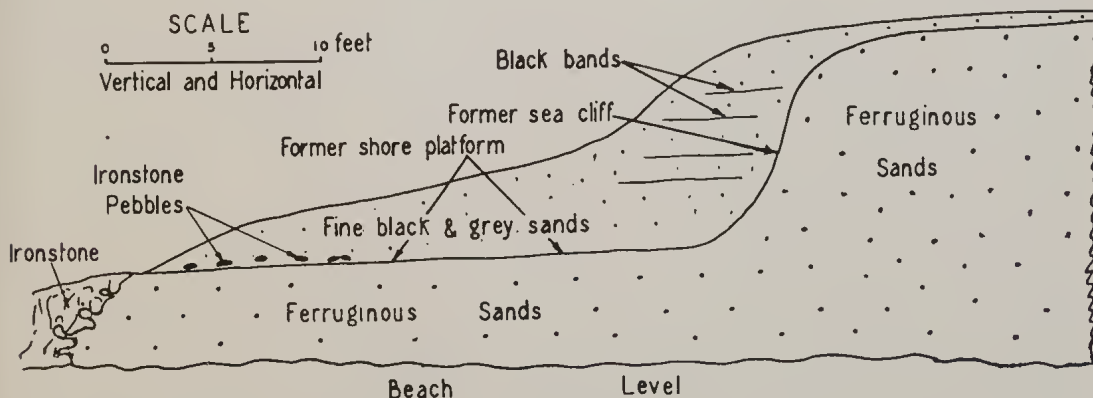 SCALE
0 5 10 feet
Vertical and Horizontal
Black bands
Former sea cliff
Former shore platform
Ferruginous
Sands
Ironstone
Pebbles
Fine black & grey sands
Ironstone
Ferruginous Sands
Beach Level